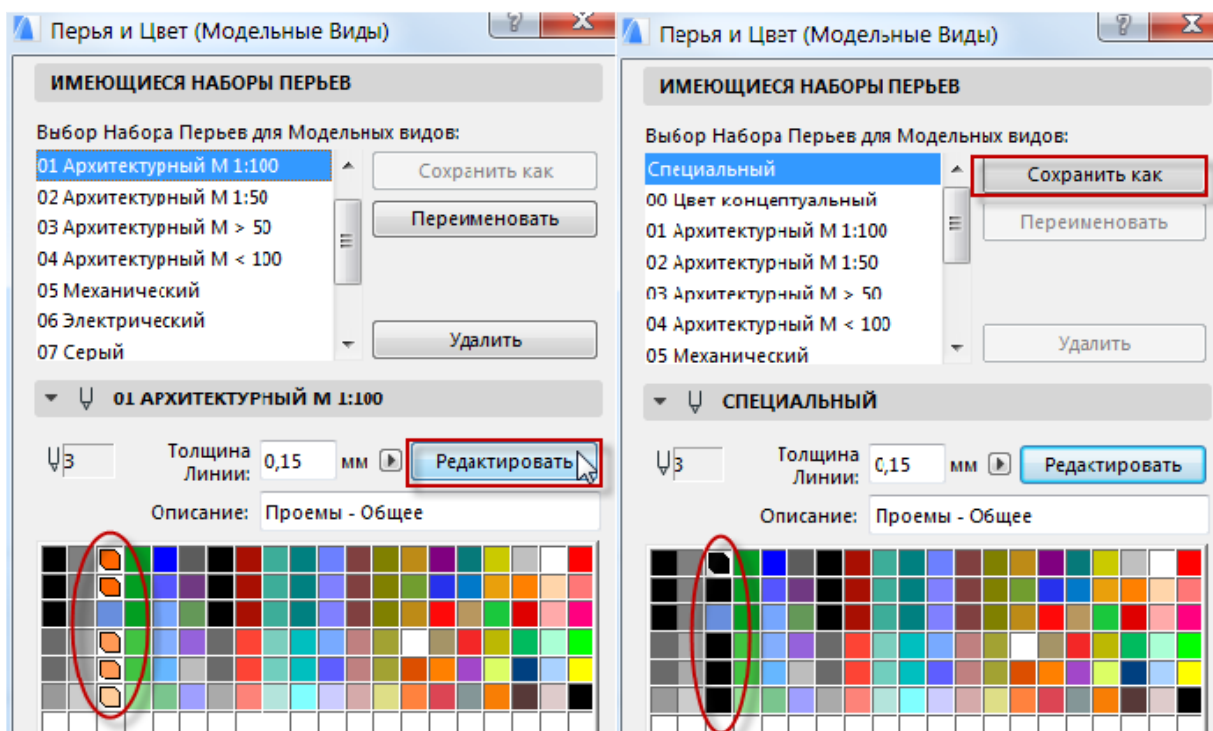 Перья и Цвет (Модельные Виды)
ИМЕЮЩИЕСЯ НАБОРЫ ПЕРЬЕВ
Выбор Набора Перьев для Модельных видов:
01 Архитектурный М 1:100
02 Архитектурный М 1:50
03 Архитектурный М > 50
04 Архитектурный М < 100
05 Механический
06 Электрический
07 Серый
Сохранить как
Переименовать
Удалить
01 АРХИТЕКТУРНЫЙ М 1:100
3
Толщина
Линии:
0,15
мм
Редактировать
Описание: Проемы - Общее
Перья и Цвет (Модельные Виды)
ИМЕЮЩИЕСЯ НАБОРЫ ПЕРЬЕВ
Выбор Набора Перьев для Модельных видов:
Специальный
00 Цвет концептуальный
01 Архитектурный М 1:100
02 Архитектурный М 1:50
03 Архитектурный М > 50
04 Архитектурный М < 100
05 Механический
Сохранить как
Переименовать
Удалить
СПЕЦИАЛЬНЫЙ
3
Толщина
Линии:
0,15
мм
Редактировать
Описание: Проемы - Общее